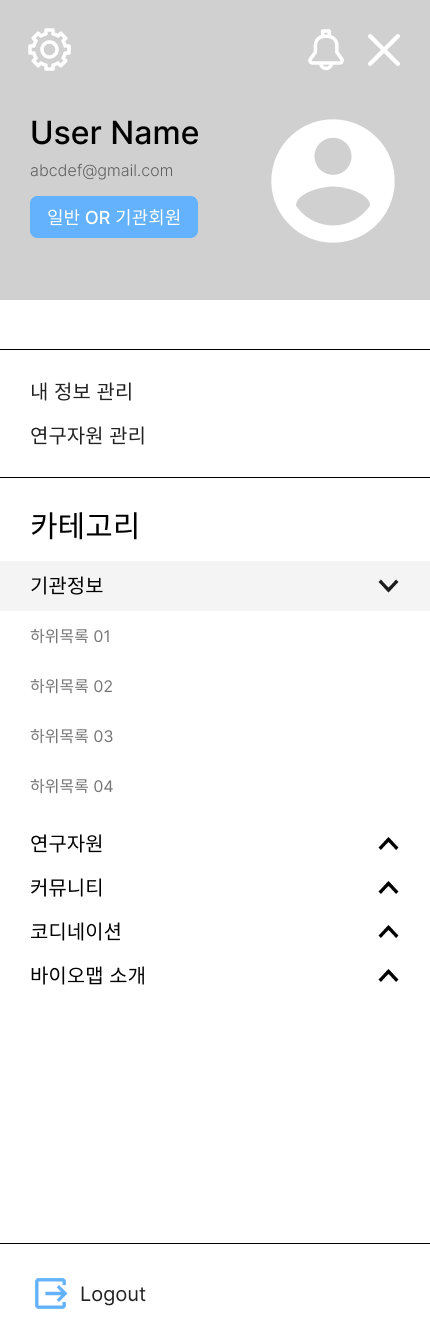 User Name
abcdef@gmail.com
일반 OR 기관회원
내 정보 관리
연구자원 관리
카테고리
기관정보
하위목록 01
하위목록 02
하위목록 03
하위목록 04
연구자원
커뮤니티
코디네이션
바이오맵 소개
Logout